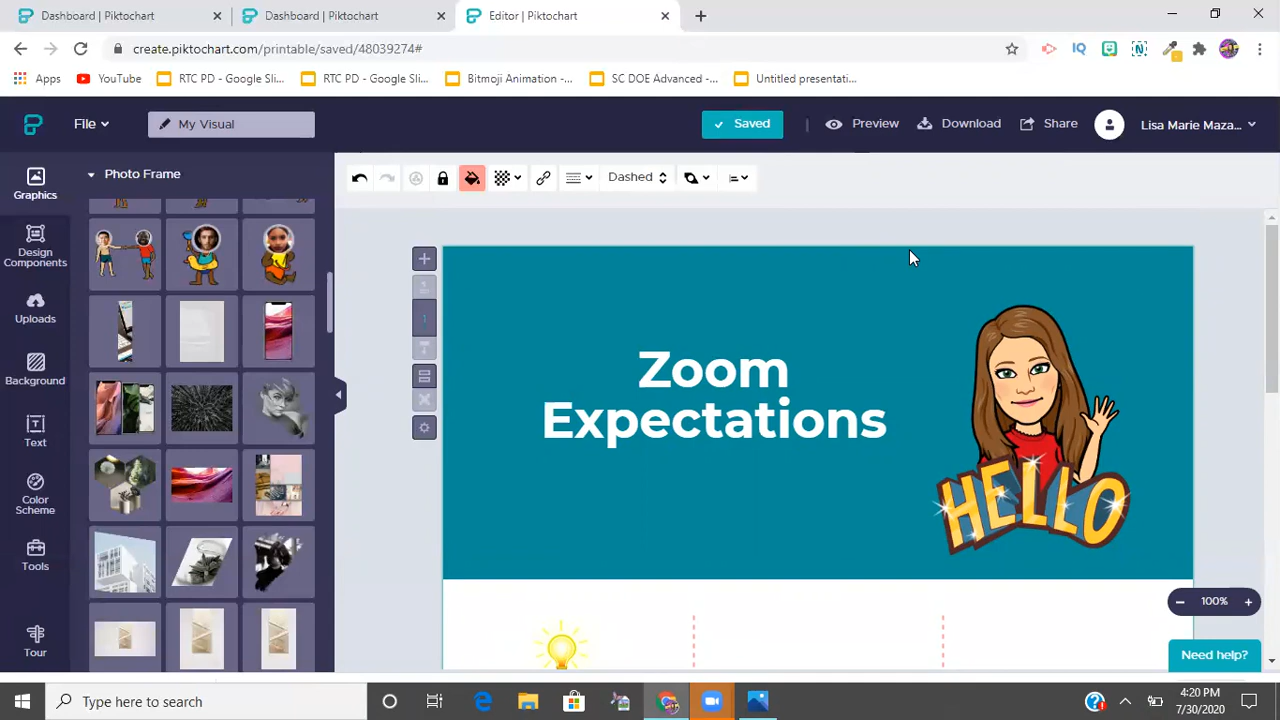 Dashboard | Piktochart
Dashboard | Piktochart
Editor | Piktochart
create.piktochart.com/printable/saved/48039274#
Apps
YouTube
RTC PD - Google Sli...
RTC PD - Google Sli...
Bitmoji Animation -...
SC DOE Advanced -...
Untitled presentati...
File
My Visual
Saved
Preview
Download
Share
Lisa Marie Maza...
Graphics
Photo Frame
Dashed
Design
Components
Uploads
Background
Text
Color
Scheme
Tools
Tour
1
Zoom
Expectations
HELLO
100%
Need help?
Type here to search
4:20 PM
7/30/2020